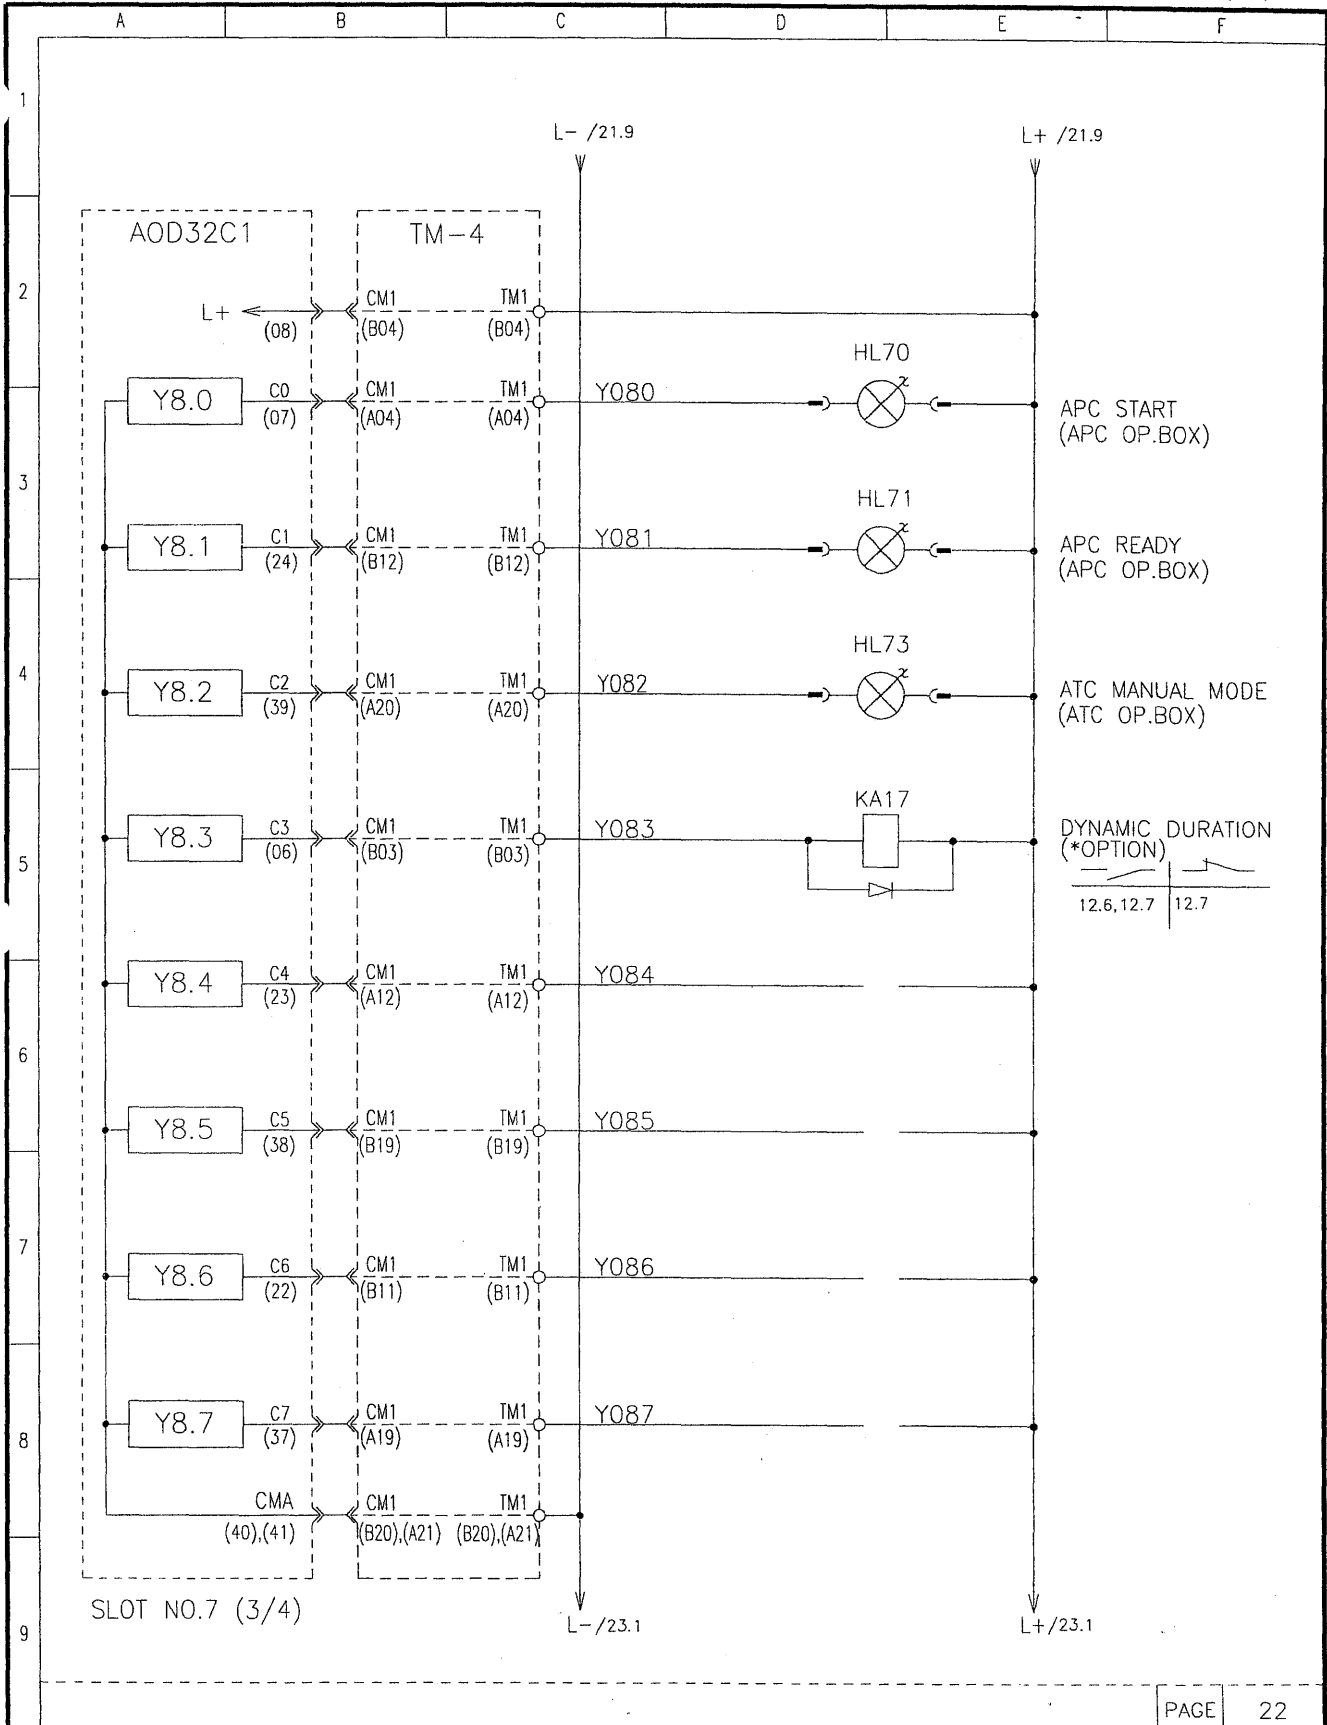 A B C D E F
1
L- /21.9 L+ /21.9
AOD32C1 TM-4
2
L+ (08) CM1 (B04) TM1 (B04)
HL70
Y8.0 C0 (07) CM1 (A04) TM1 (A04) Y080
APC START
(APC OP.BOX)
3
HL71
Y8.1 C1 (24) CM1 (B12) TM1 (B12) Y081
APC READY
(APC OP.BOX)
4
HL73
Y8.2 C2 (39) CM1 (A20) TM1 (A20) Y082
ATC MANUAL MODE
(ATC OP.BOX)
KA17
Y8.3 C3 (06) CM1 (B03) TM1 (B03) Y083
DYNAMIC DURATION
(*OPTION)
5
12.6,12.7 12.7
Y8.4 C4 (23) CM1 (A12) TM1 (A12) Y084
6
Y8.5 C5 (38) CM1 (B19) TM1 (B19) Y085
7
Y8.6 C6 (22) CM1 (B11) TM1 (B11) Y086
Y8.7 C7 (37) CM1 (A19) TM1 (A19) Y087
8
CMA (40),(41) CM1 (B20),(A21) TM1 (B20),(A21)
SLOT NO.7 (3/4)
L-/23.1 L+/23.1
9
PAGE 22